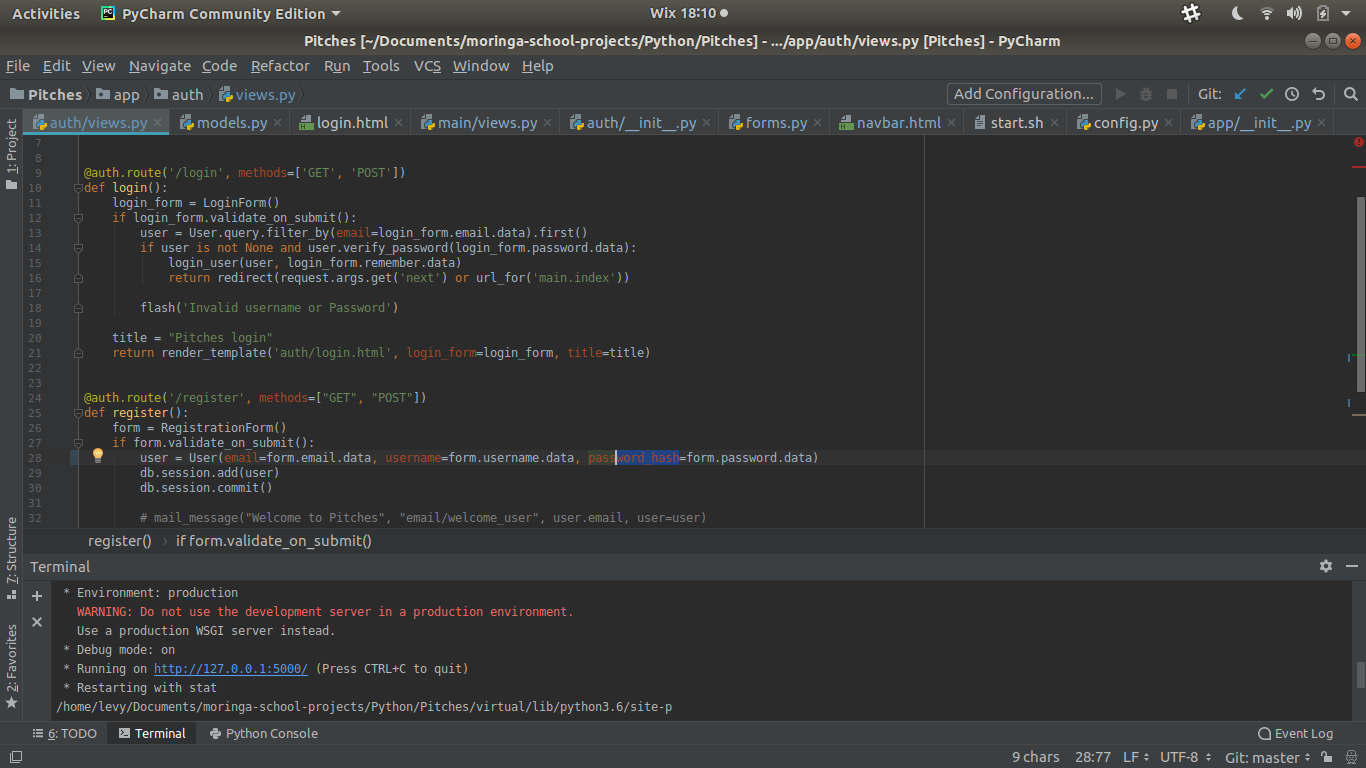 Activities PyCharm Community Edition Wix 18:10
Pitches [~/Documents/moringa-school-projects/Python/Pitches] - .../app/auth/views.py [Pitches] - PyCharm
File Edit View Navigate Code Refactor Run Tools VCS Window Help
Pitches app auth views.py Add Configuration... Git:
auth/views.py models.py login.html main/views.py auth/__init__.py forms.py navbar.html start.sh config.py app/__init__.py
1: Project
7
8
9 @auth.route('/login', methods=['GET', 'POST'])
10 def login():
11 login_form = LoginForm()
12 if login_form.validate_on_submit():
13 user = User.query.filter_by(email=login_form.email.data).first()
14 if user is not None and user.verify_password(login_form.password.data):
15 login_user(user, login_form.remember.data)
16 return redirect(request.args.get('next') or url_for('main.index'))
17
18 flash('Invalid username or Password')
19
20 title = "Pitches login"
21 return render_template('auth/login.html', login_form=login_form, title=title)
22
23
24 @auth.route('/register', methods=["GET", "POST"])
25 def register():
26 form = RegistrationForm()
27 if form.validate_on_submit():
28 user = User(email=form.email.data, username=form.username.data, password_hash=form.password.data)
29 db.session.add(user)
30 db.session.commit()
31
32 # mail_message("Welcome to Pitches", "email/welcome_user", user.email, user=user)
register() › if form.validate_on_submit()
7: Structure
2: Favorites
Terminal
* Environment: production
WARNING: Do not use the development server in a production environment.
Use a production WSGI server instead.
* Debug mode: on
* Running on http://127.0.0.1:5000/ (Press CTRL+C to quit)
* Restarting with stat
/home/levy/Documents/moringa-school-projects/Python/Pitches/virtual/lib/python3.6/site-p
6: TODO Terminal Python Console Event Log
9 chars 28:77 LF UTF-8 Git: master